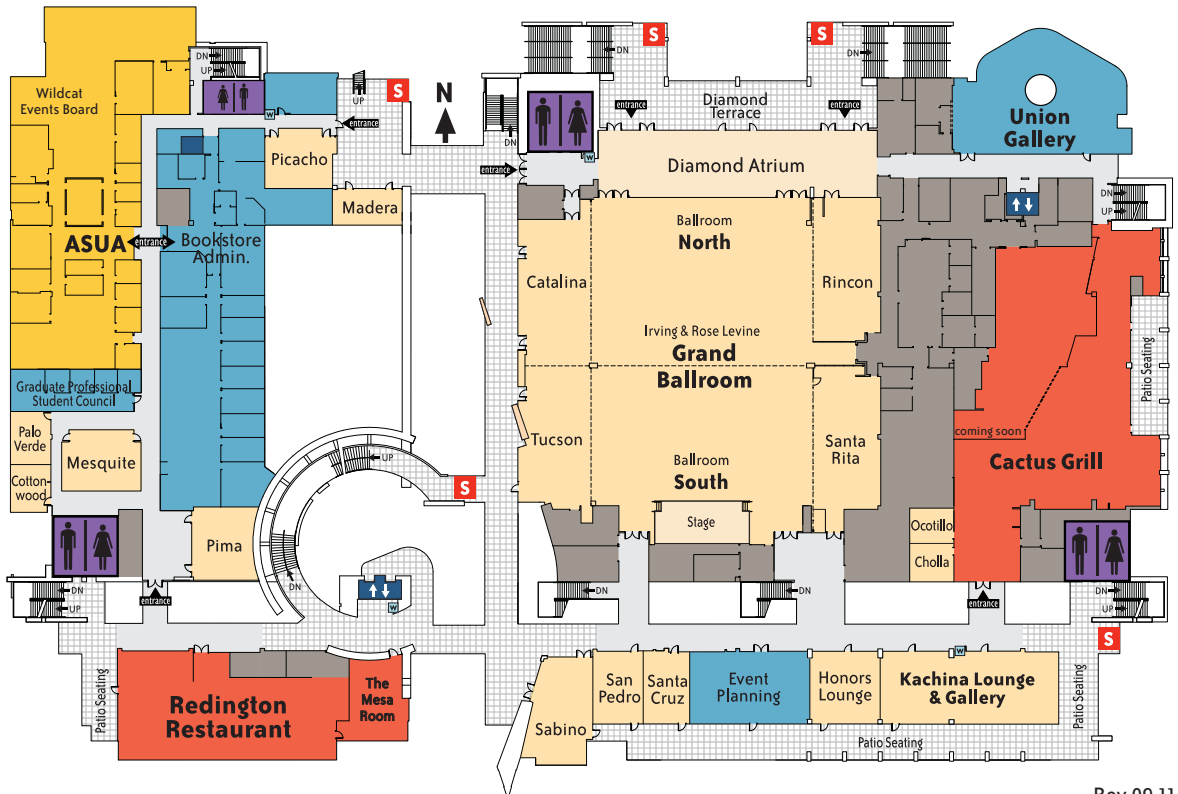 Wildcat
Events Board
DN
UP
UP
S
N
entrance
W
Picacho
Madera
ASUA
entrance
Bookstore
Admin.
Graduate Professional
Student Council
Palo
Verde
Mesquite
Cotton-
wood
Pima
UP
DN
S
W
DN
UP
entrance
DN
S
S
DN
DN
entrance
Diamond
Terrace
entrance
entrance
W
Diamond Atrium
Union
Gallery
DN
UP
Ballroom
North
Catalina
Rincon
Irving & Rose Levine
Grand
Ballroom
Tucson
Santa
Rita
Ballroom
South
Stage
Patio Seating
coming soon
Cactus Grill
Ocotillo
Cholla
DN
DN
entrance
DN
UP
S
Patio Seating
Redington
Restaurant
The
Mesa
Room
Sabino
San
Pedro
Santa
Cruz
Event
Planning
Honors
Lounge
W
Kachina Lounge
& Gallery
Patio Seating
Patio Seating